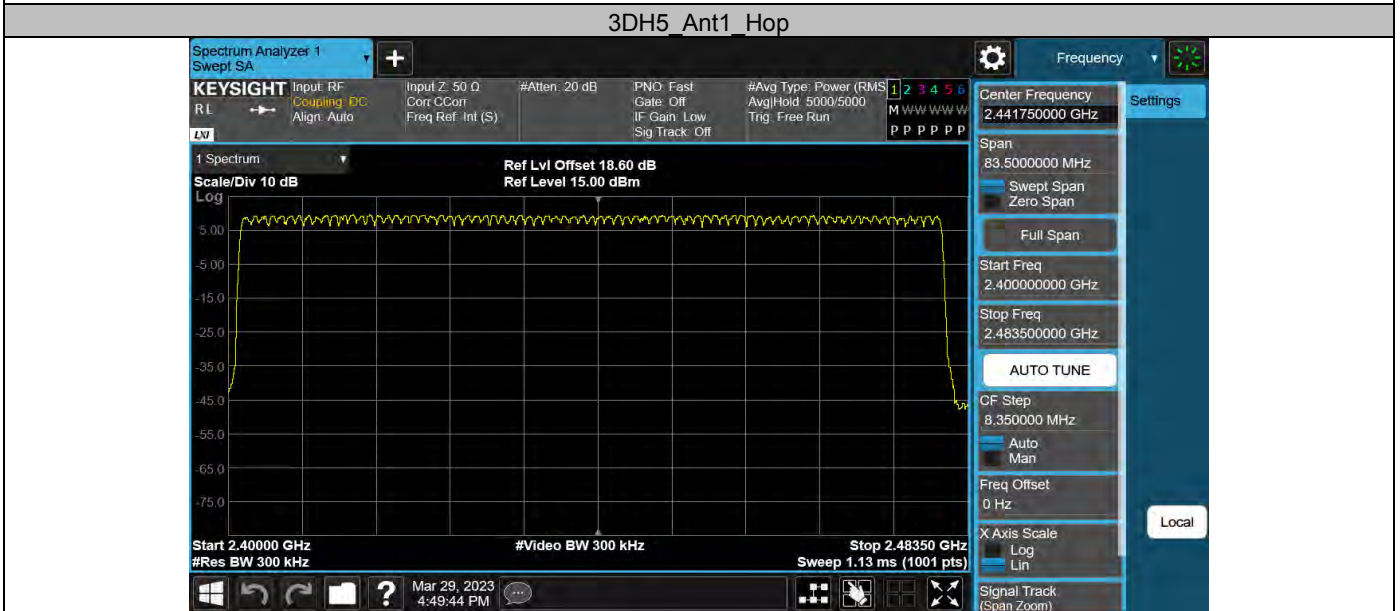 3DH5_Ant1_Hop
Spectrum Analyzer 1
Swept SA
+
Frequency
KEYSIGHT
RL
LXI
Input: RF
Coupling: DC
Align: Auto
Input Z: 50 Ω
Corr CCorr
Freq Ref: Int (S)
#Atten: 20 dB
PNO: Fast
Gate: Off
IF Gain: Low
Sig Track: Off
#Avg Type: Power (RMS
Avg|Hold: 5000/5000
Trig: Free Run
1 2 3 4 5 6
M W W W W W
P P P P P P
Center Frequency
2.441750000 GHz
Settings
1 Spectrum
Ref Lvl Offset 18.60 dB
Scale/Div 10 dB
Ref Level 15.00 dBm
Log
5.00
-5.00
-15.0
-25.0
-35.0
-45.0
-55.0
-65.0
-75.0
Start 2.40000 GHz
#Video BW 300 kHz
Stop 2.48350 GHz
#Res BW 300 kHz
Sweep 1.13 ms (1001 pts)
Span
83.5000000 MHz
Swept Span
Zero Span
Full Span
Start Freq
2.400000000 GHz
Stop Freq
2.483500000 GHz
AUTO TUNE
CF Step
8.350000 MHz
Auto
Man
Freq Offset
0 Hz
X Axis Scale
Log
Lin
Signal Track
(Span Zoom)
Local
?
Mar 29, 2023
4:49:44 PM